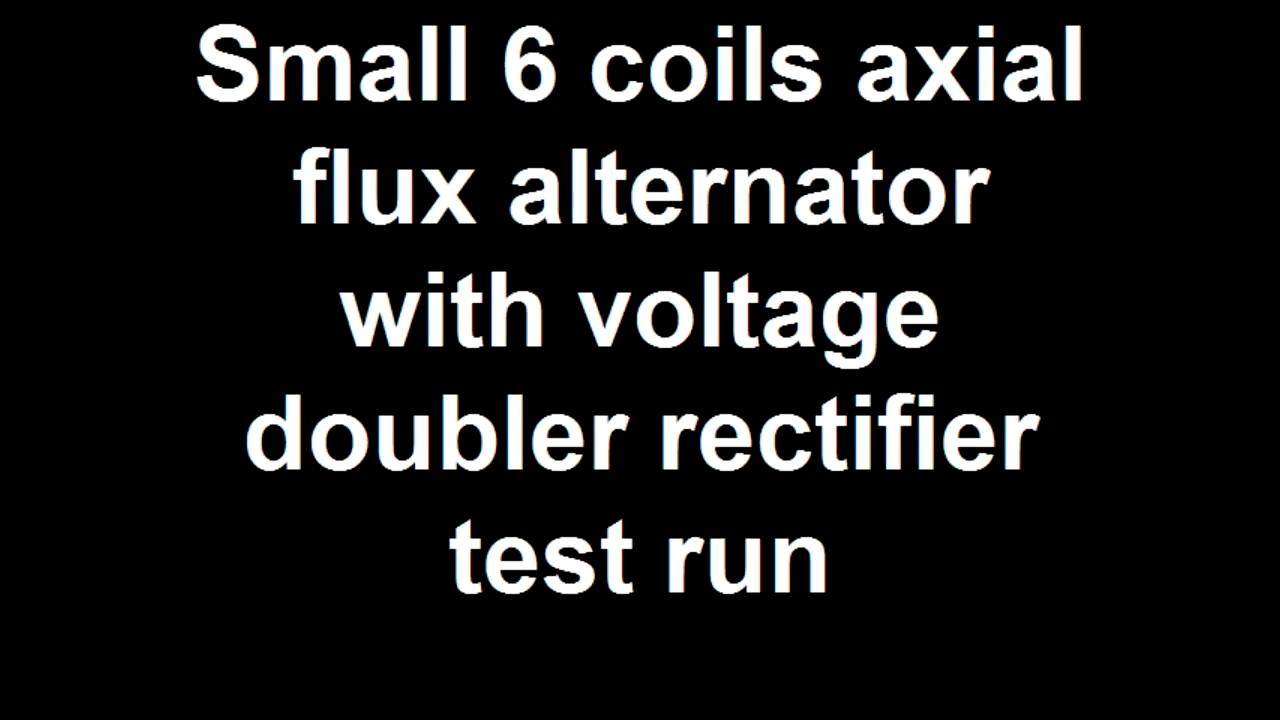 Small 6 coils axial
flux alternator
with voltage
doubler rectifier
test run